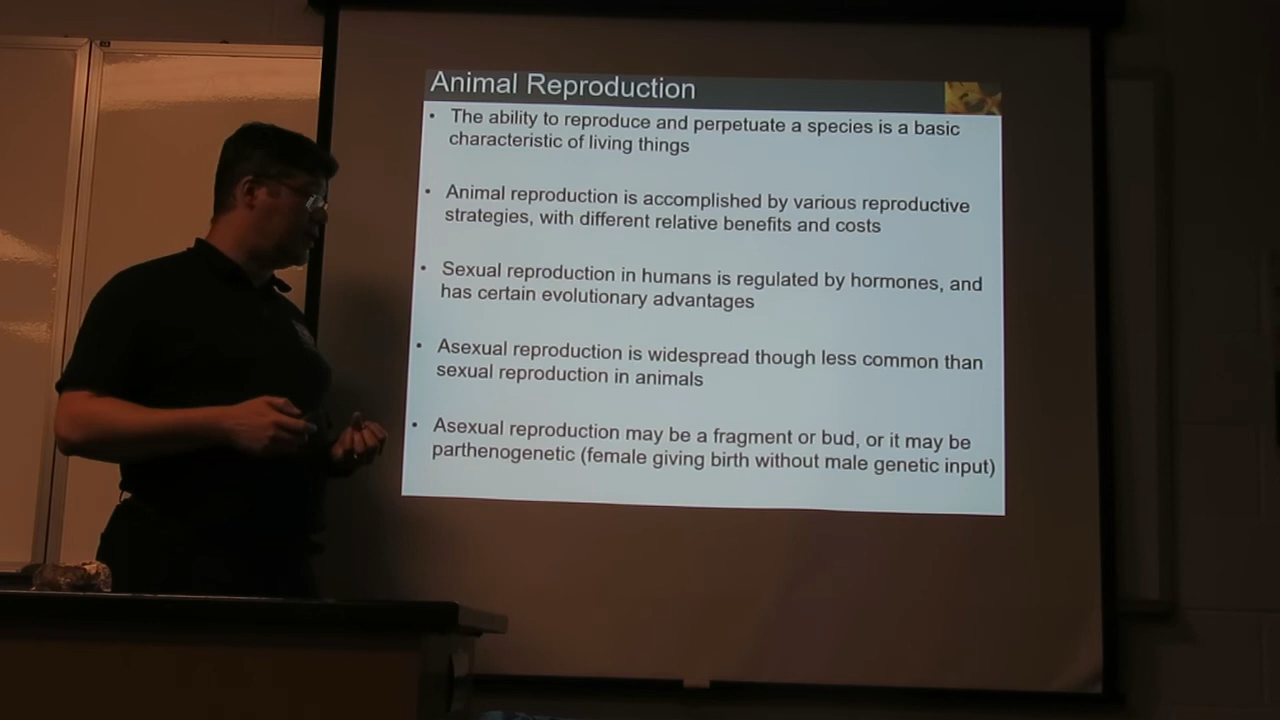 Animal Reproduction
• The ability to reproduce and perpetuate a species is a basic
characteristic of living things
• Animal reproduction is accomplished by various reproductive
strategies, with different relative benefits and costs
• Sexual reproduction in humans is regulated by hormones, and
has certain evolutionary advantages
• Asexual reproduction is widespread though less common than
sexual reproduction in animals
• Asexual reproduction may be a fragment or bud, or it may be
parthenogenetic (female giving birth without male genetic input)